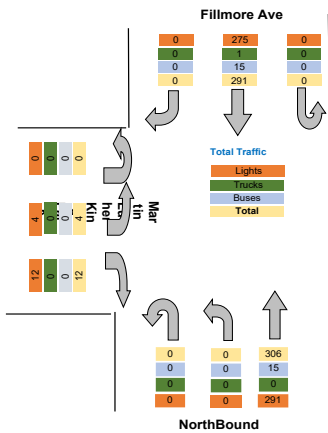 Fillmore Ave
0 275 0
0 1 0
0 15 0
0 291 0
Total Traffic
Lights
Trucks
Buses
Total
0 0 0 0
4 0 0 4
12 0 0 12
Mar
tin
her
Kin
0 0 306
0 0 15
0 0 0
0 0 291
NorthBound